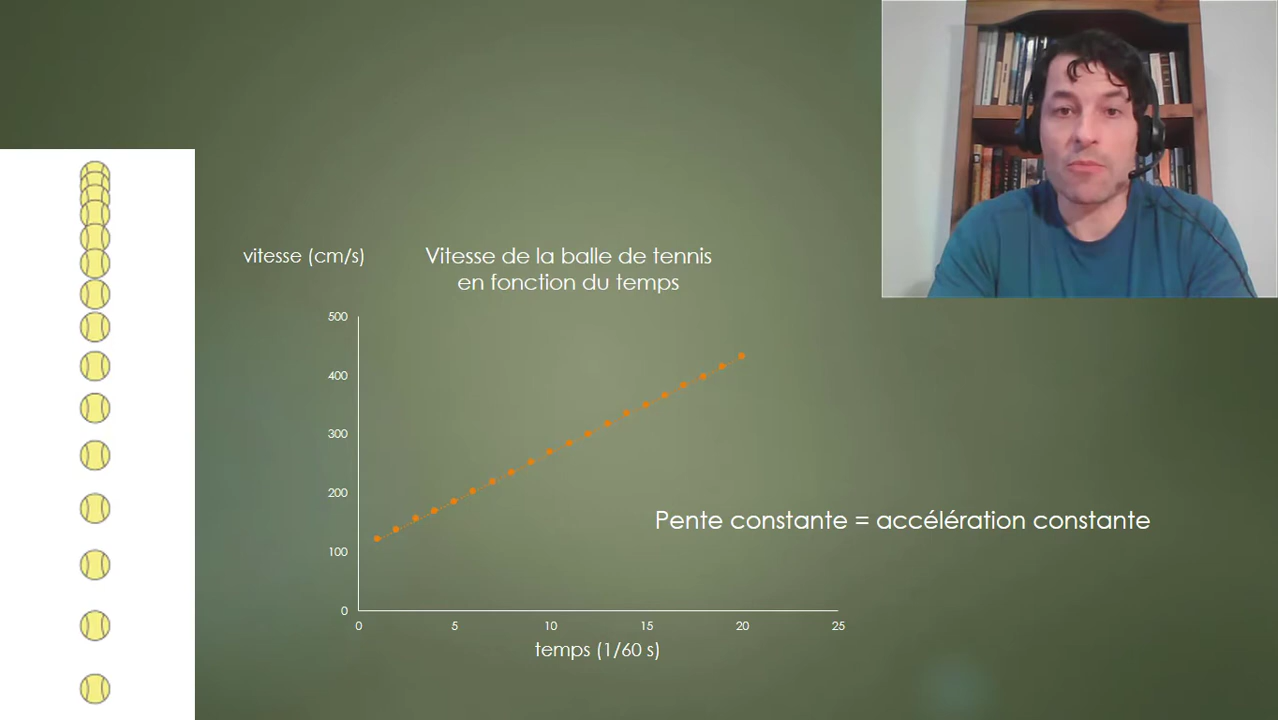 vitesse (cm/s)
Vitesse de la balle de tennis
en fonction du temps
500
400
300
200
100
0
0 5 10 15 20 25
temps (1/60 s)
Pente constante = accélération constante